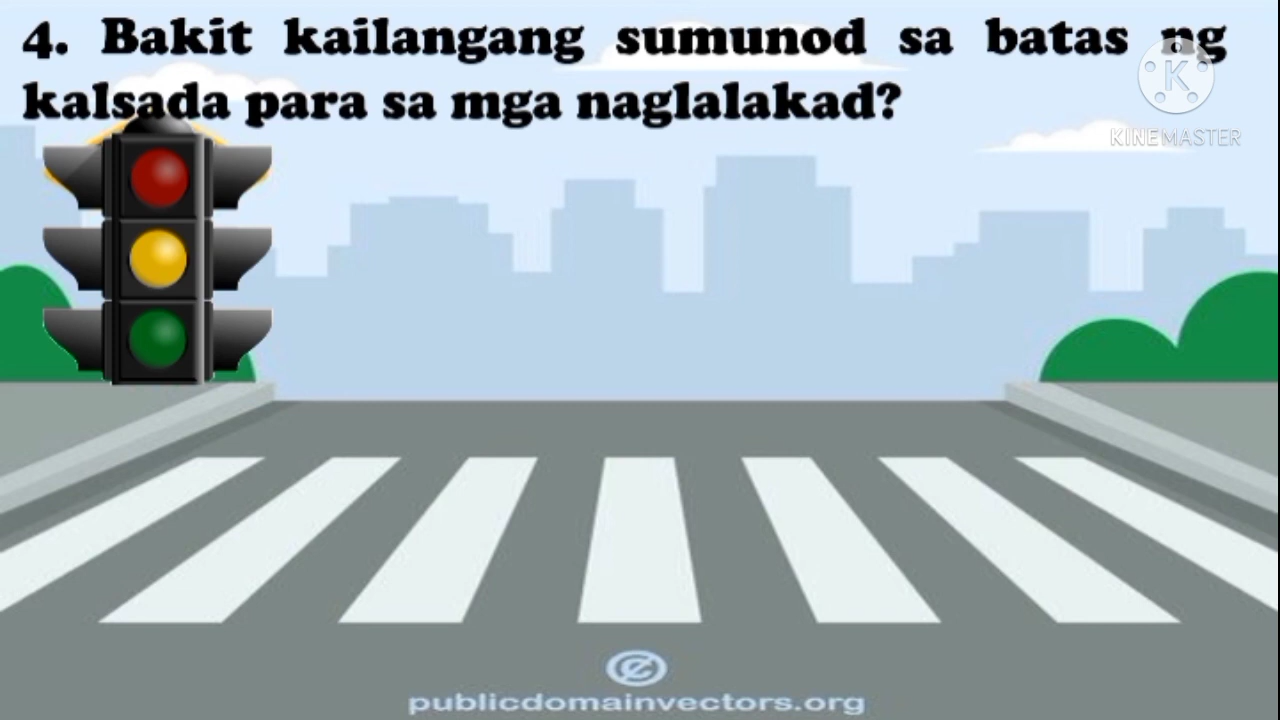 4. Bakit kailangang sumunod sa batas ng
kalsada para sa mga naglalakad?
K
KINEMASTER
publicdomainvectors.org